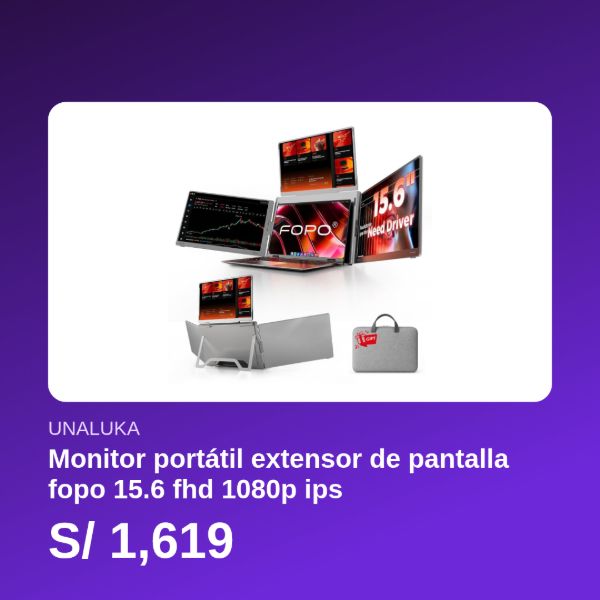 15.6"
Need Driver
FOPO®
GIFT
UNALUKA
Monitor portátil extensor de pantalla
fopo 15.6 fhd 1080p ips
S/ 1,619